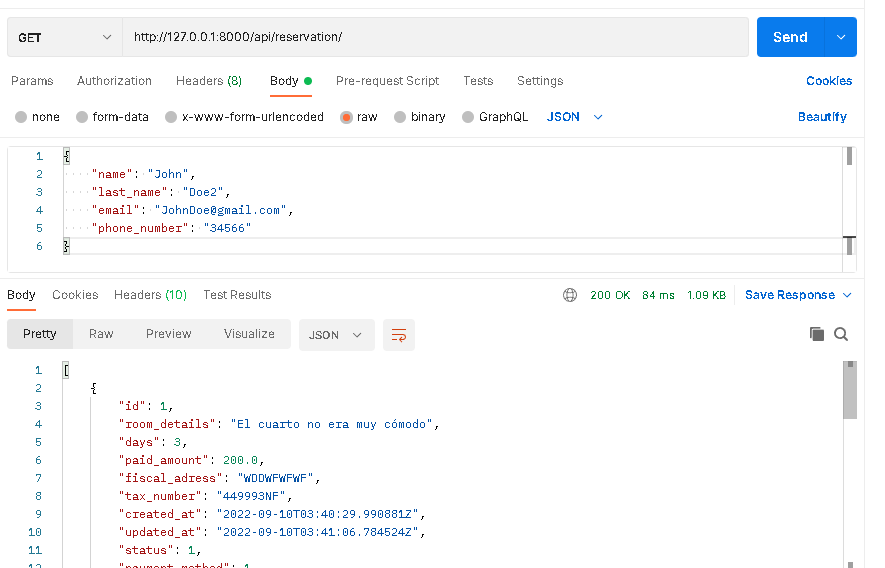 GET http://127.0.0.1:8000/api/reservation/ Send
Params Authorization Headers (8) Body Pre-request Script Tests Settings Cookies
none form-data x-www-form-urlencoded raw binary GraphQL JSON Beautify
1 {
2 "name": "John",
3 "last_name": "Doe2",
4 "email": "JohnDoe@gmail.com",
5 "phone_number": "34566"
6 }
Body Cookies Headers (10) Test Results 200 OK 84 ms 1.09 KB Save Response
Pretty Raw Preview Visualize JSON
1 [
2 {
3 "id": 1,
4 "room_details": "El cuarto no era muy cómodo",
5 "days": 3,
6 "paid_amount": 200.0,
7 "fiscal_adress": "WDDWFWFWF",
8 "tax_number": "449993NF",
9 "created_at": "2022-09-10T03:40:29.990881Z",
10 "updated_at": "2022-09-10T03:41:06.784524Z",
11 "status": 1,
12 "payment_method": 1